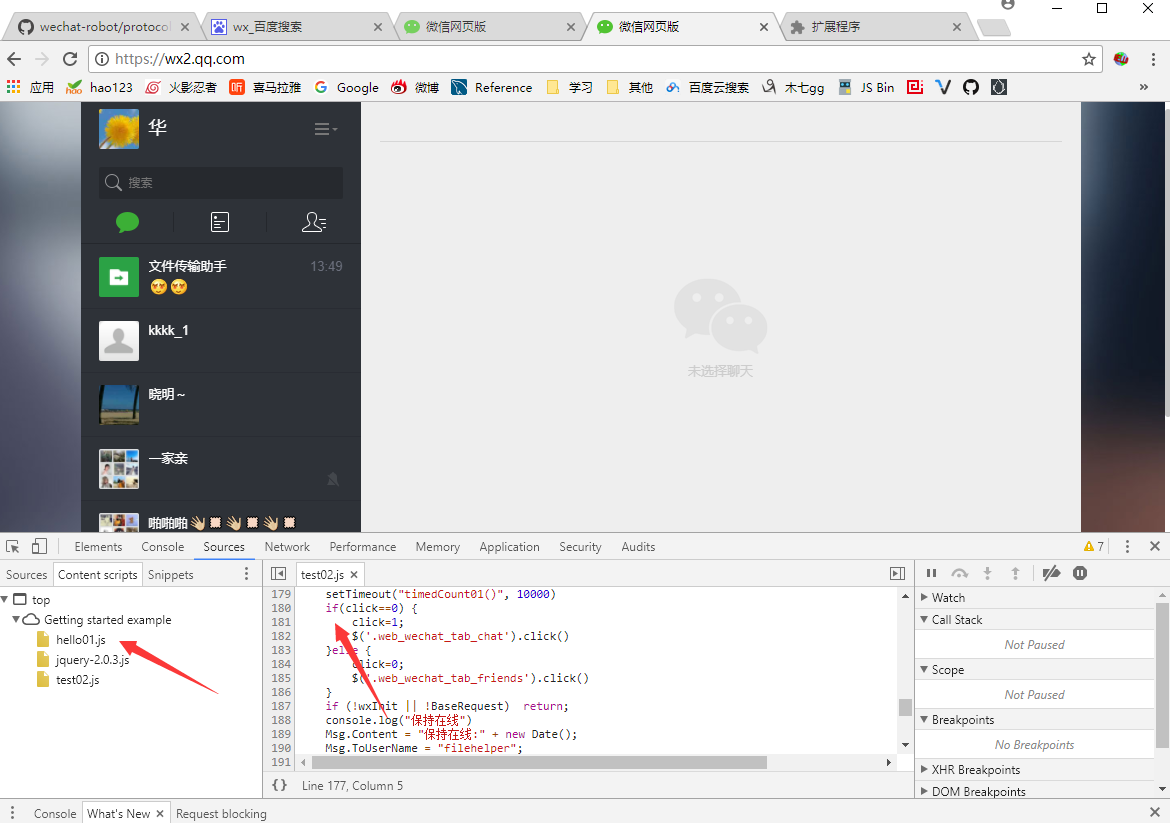 wechat-robot/protocol
wx_百度搜索
微信网页版
微信网页版
扩展程序
https://wx2.qq.com
应用 hao123 火影忍者 听 喜马拉雅 Google 微博 Reference 学习 其他 百度云搜索 木七gg JS Bin »
华
搜索
文件传输助手 13:49
kkkk_1
晓明～
一家亲
啪啪啪
未选择聊天
Elements Console Sources Network Performance Memory Application Security Audits 7
Sources Content scripts Snippets
test02.js
top
Getting started example
hello01.js
jquery-2.0.3.js
test02.js
179 setTimeout("timedCount01()", 10000)
180 if(click==0) {
181 click=1;
182 $('.web_wechat_tab_chat').click()
183 }else {
184 click=0;
185 $('.web_wechat_tab_friends').click()
186 }
187 if (!wxInit || !BaseRequest) return;
188 console.log("保持在线")
189 Msg.Content = "保持在线:" + new Date();
190 Msg.ToUserName = "filehelper";
191
{} Line 177, Column 5
Watch
Call Stack
Not Paused
Scope
Not Paused
Breakpoints
No Breakpoints
XHR Breakpoints
DOM Breakpoints
Console What's New Request blocking